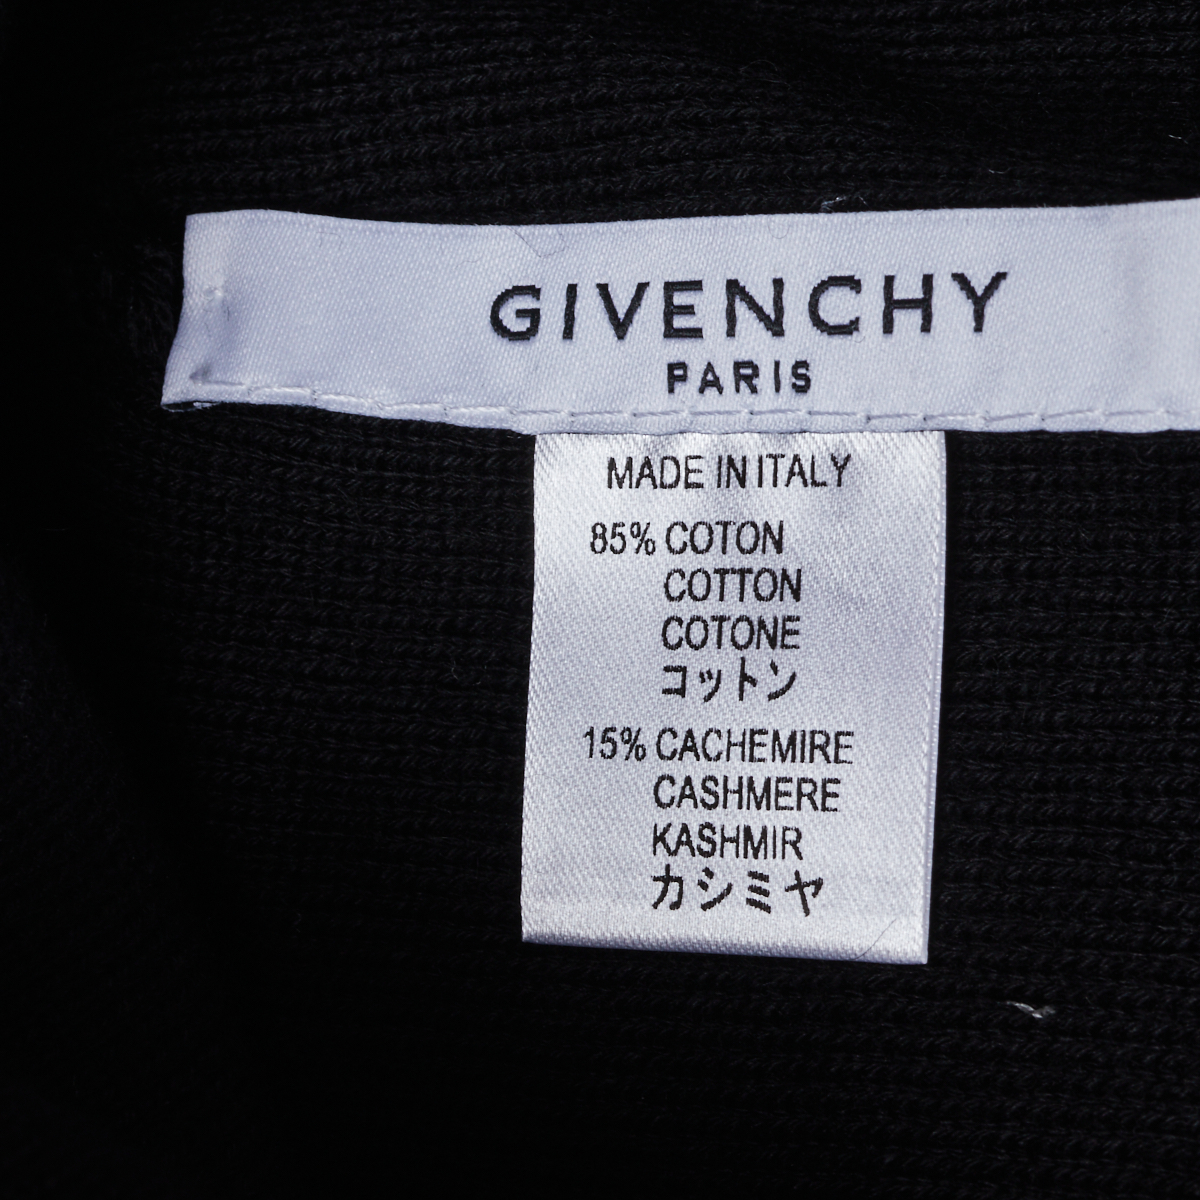 GIVENCHY
PARIS
MADE IN ITALY
85% COTON
COTTON
COTONE
コットン
15% CACHEMIRE
CASHMERE
KASHMIR
カシミヤ